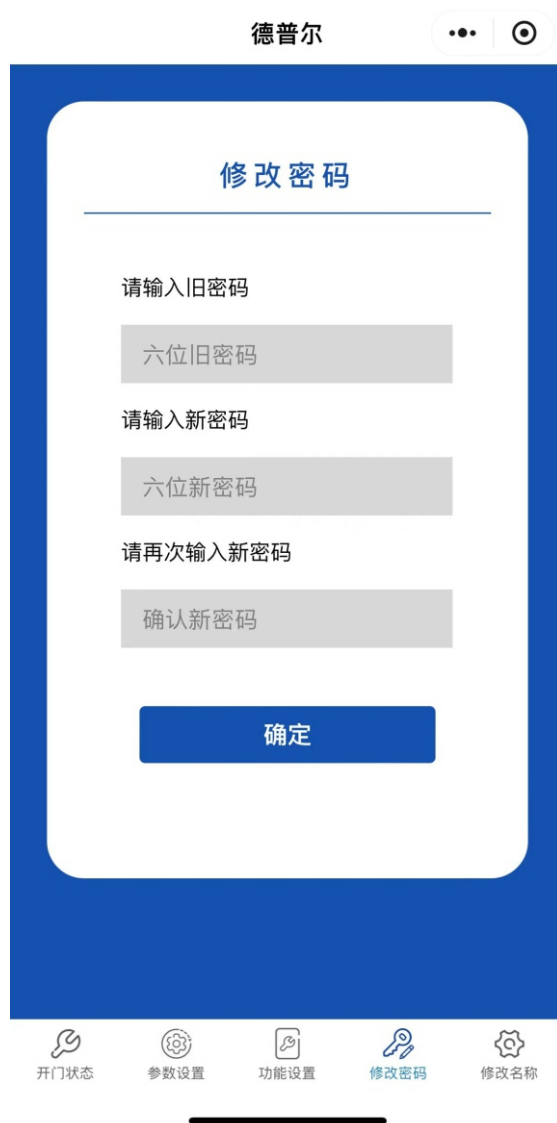 德普尔
修改密码
请输入旧密码
六位旧密码
请输入新密码
六位新密码
请再次输入新密码
确认新密码
确定
开门状态 参数设置 功能设置 修改密码 修改名称